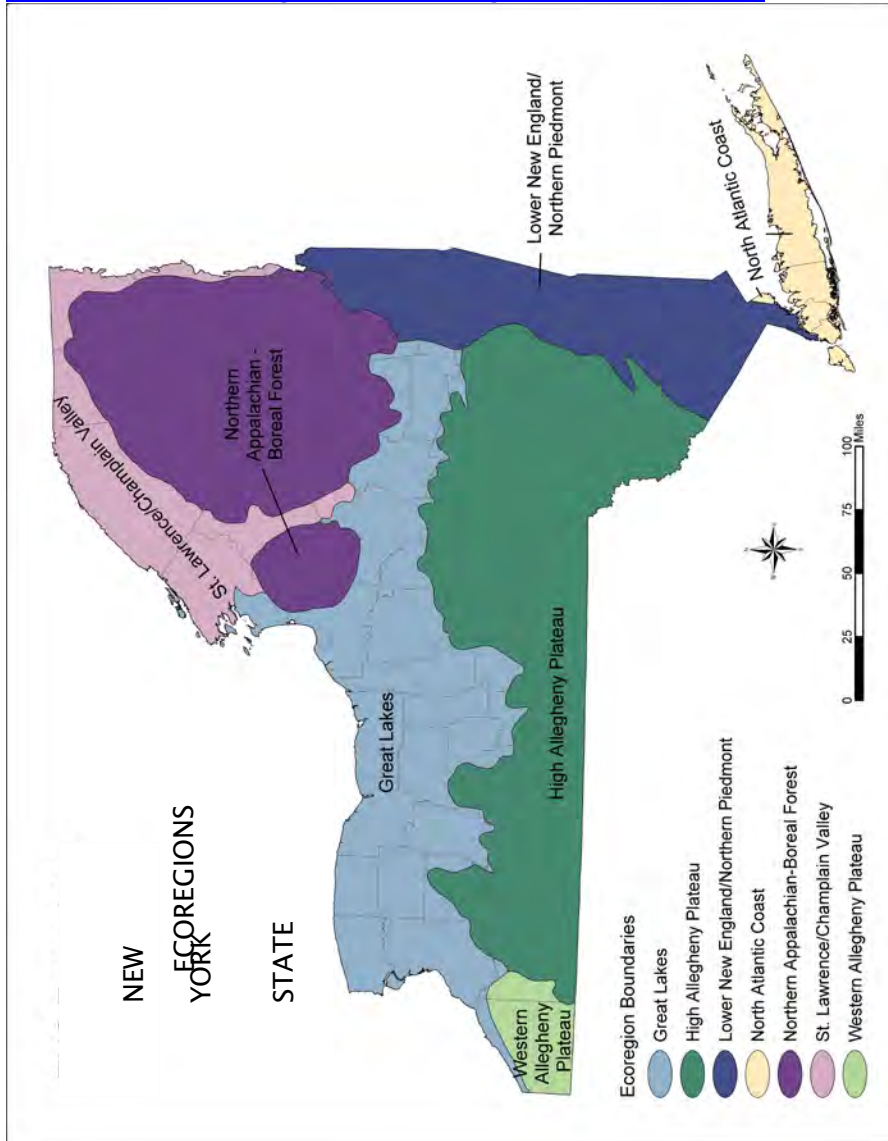 NEW
ECOREGIONS
YORK
STATE
St. Lawrence/Champlain Valley
Northern
Appalachian -
Boreal Forest
Great Lakes
Lower New England/
Northern Piedmont
High Allegheny Plateau
Western
Allegheny
Plateau
North Atlantic Coast
Ecoregion Boundaries
Great Lakes
High Allegheny Plateau
Lower New England/Northern Piedmont
North Atlantic Coast
Northern Appalachian-Boreal Forest
St. Lawrence/Champlain Valley
Western Allegheny Plateau
0 25 50 75 100
Miles